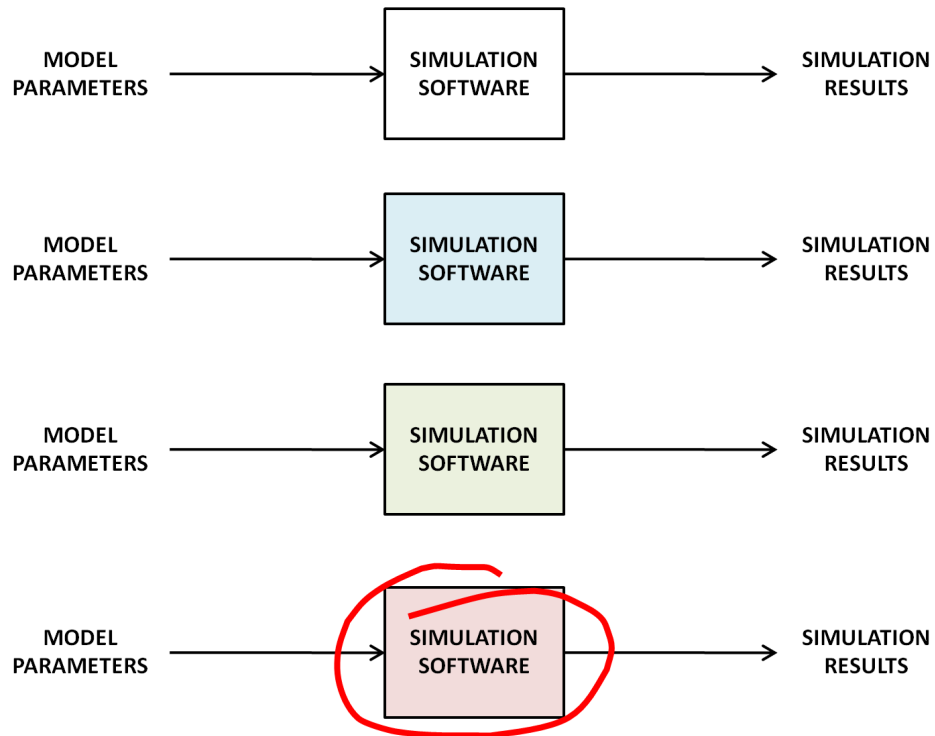 MODEL
PARAMETERS
SIMULATION
SOFTWARE
SIMULATION
RESULTS
MODEL
PARAMETERS
SIMULATION
SOFTWARE
SIMULATION
RESULTS
MODEL
PARAMETERS
SIMULATION
SOFTWARE
SIMULATION
RESULTS
MODEL
PARAMETERS
SIMULATION
SOFTWARE
SIMULATION
RESULTS